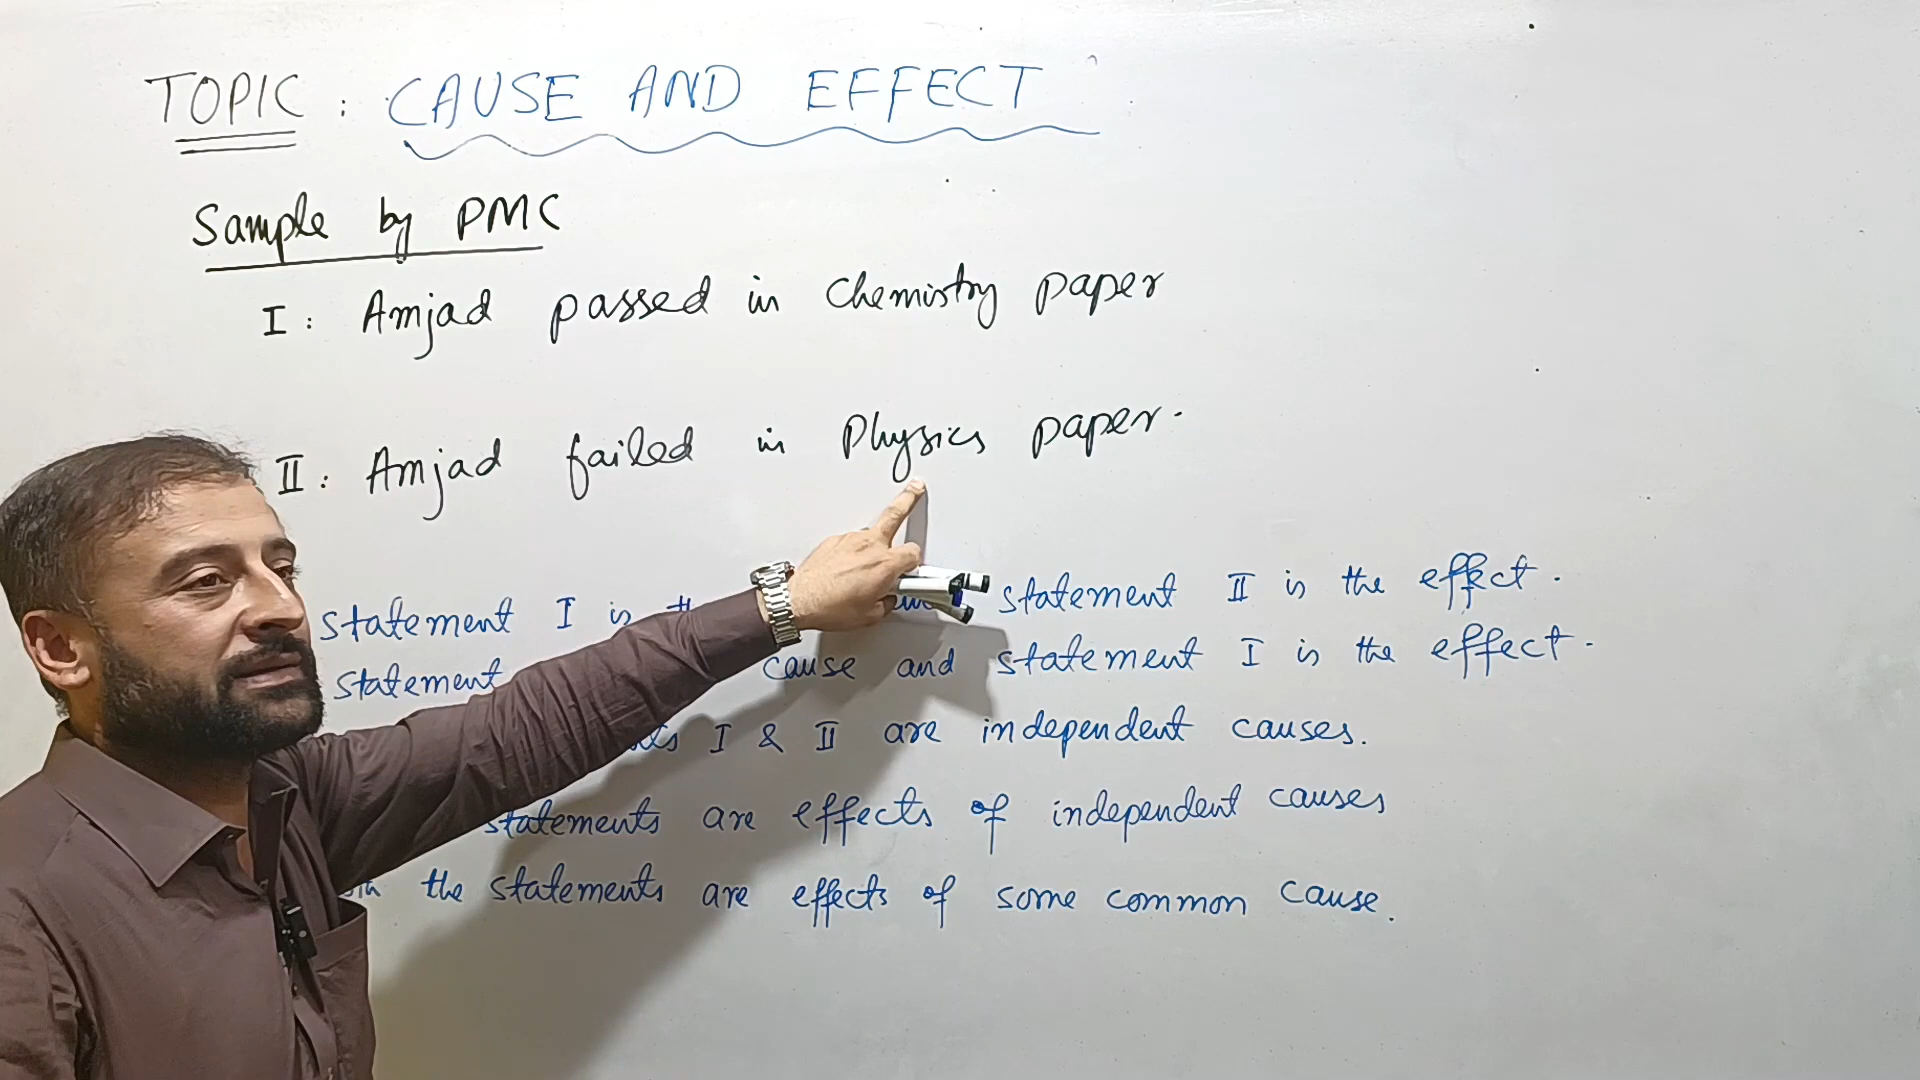 TOPIC : CAUSE AND EFFECT
Sample by PMC
I : Amjad passed in Chemistry paper
II : Amjad failed in Physics paper.
statement I is statement II is the effect.
statement cause and statement I is the effect.
I & II are independent causes.
statements are effects of independent causes
the statements are effects of some common cause.